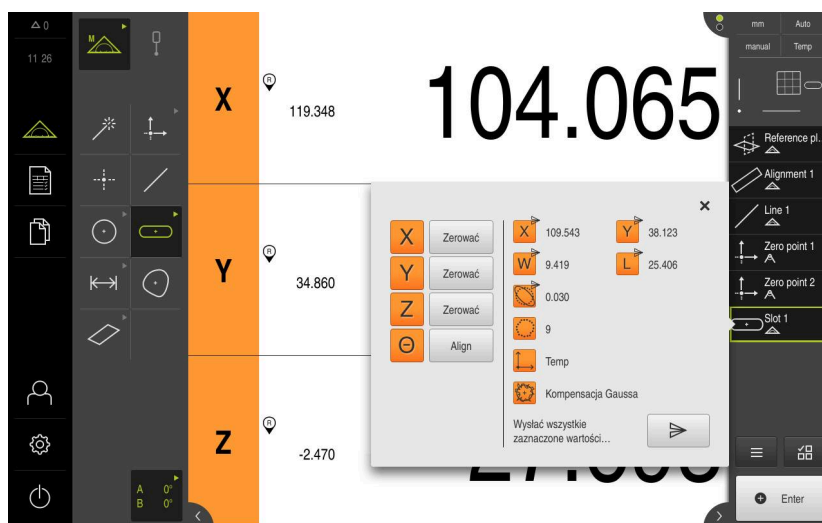 0
11 26
M
A 0°
B 0°
X
R
119.348
104.065
Y
R
34.860
Z
R
-2.470
X Zerować
Y Zerować
Z Zerować
Θ Align
X 109.543 Y 38.123
W 9.419 L 25.406
0.030
9
Temp
Kompensacja Gaussa
Wysłać wszystkie
zaznaczone wartości...
mm Auto
manual Temp
Reference pl.
Alignment 1
Line 1
Zero point 1
Zero point 2
Slot 1
Enter